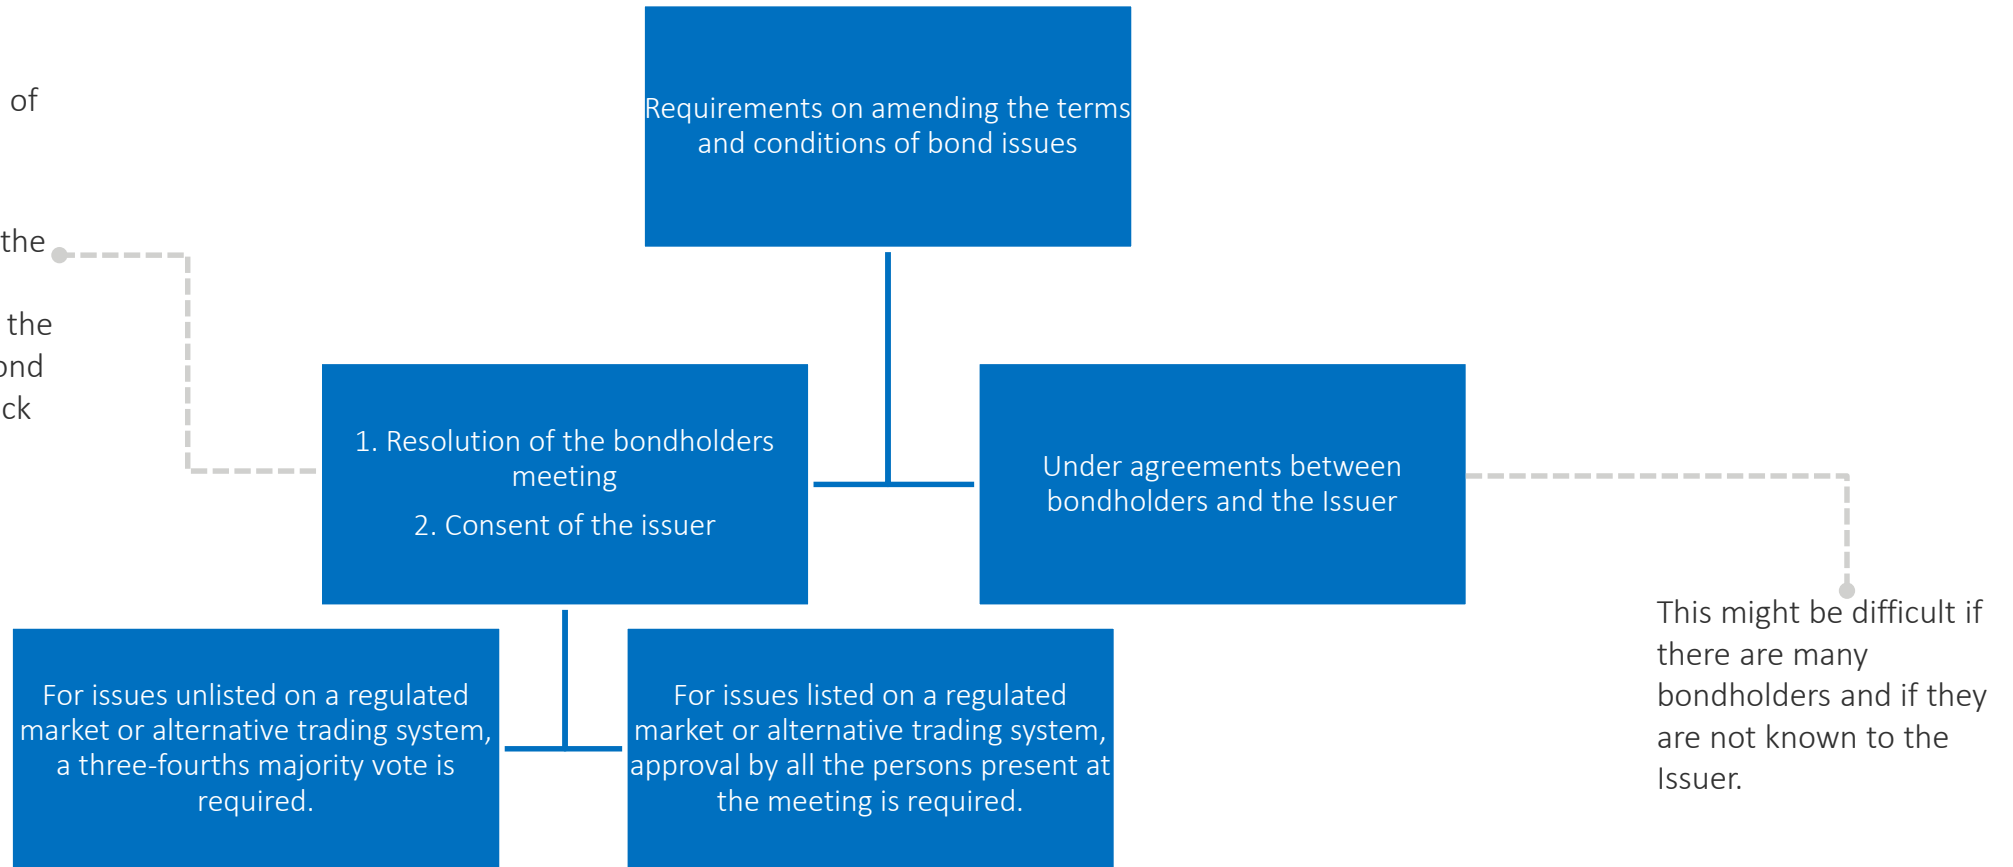 of
the
the
ck
Requirements on amending the terms
and conditions of bond issues
1. Resolution of the bondholders
meeting
2. Consent of the issuer
Under agreements between
bondholders and the Issuer
For issues unlisted on a regulated
market or alternative trading system,
a three-fourths majority vote is
required.
For issues listed on a regulated
market or alternative trading system,
approval by all the persons present at
the meeting is required.
This might be difficult if
there are many
bondholders and if they
are not known to the
Issuer.